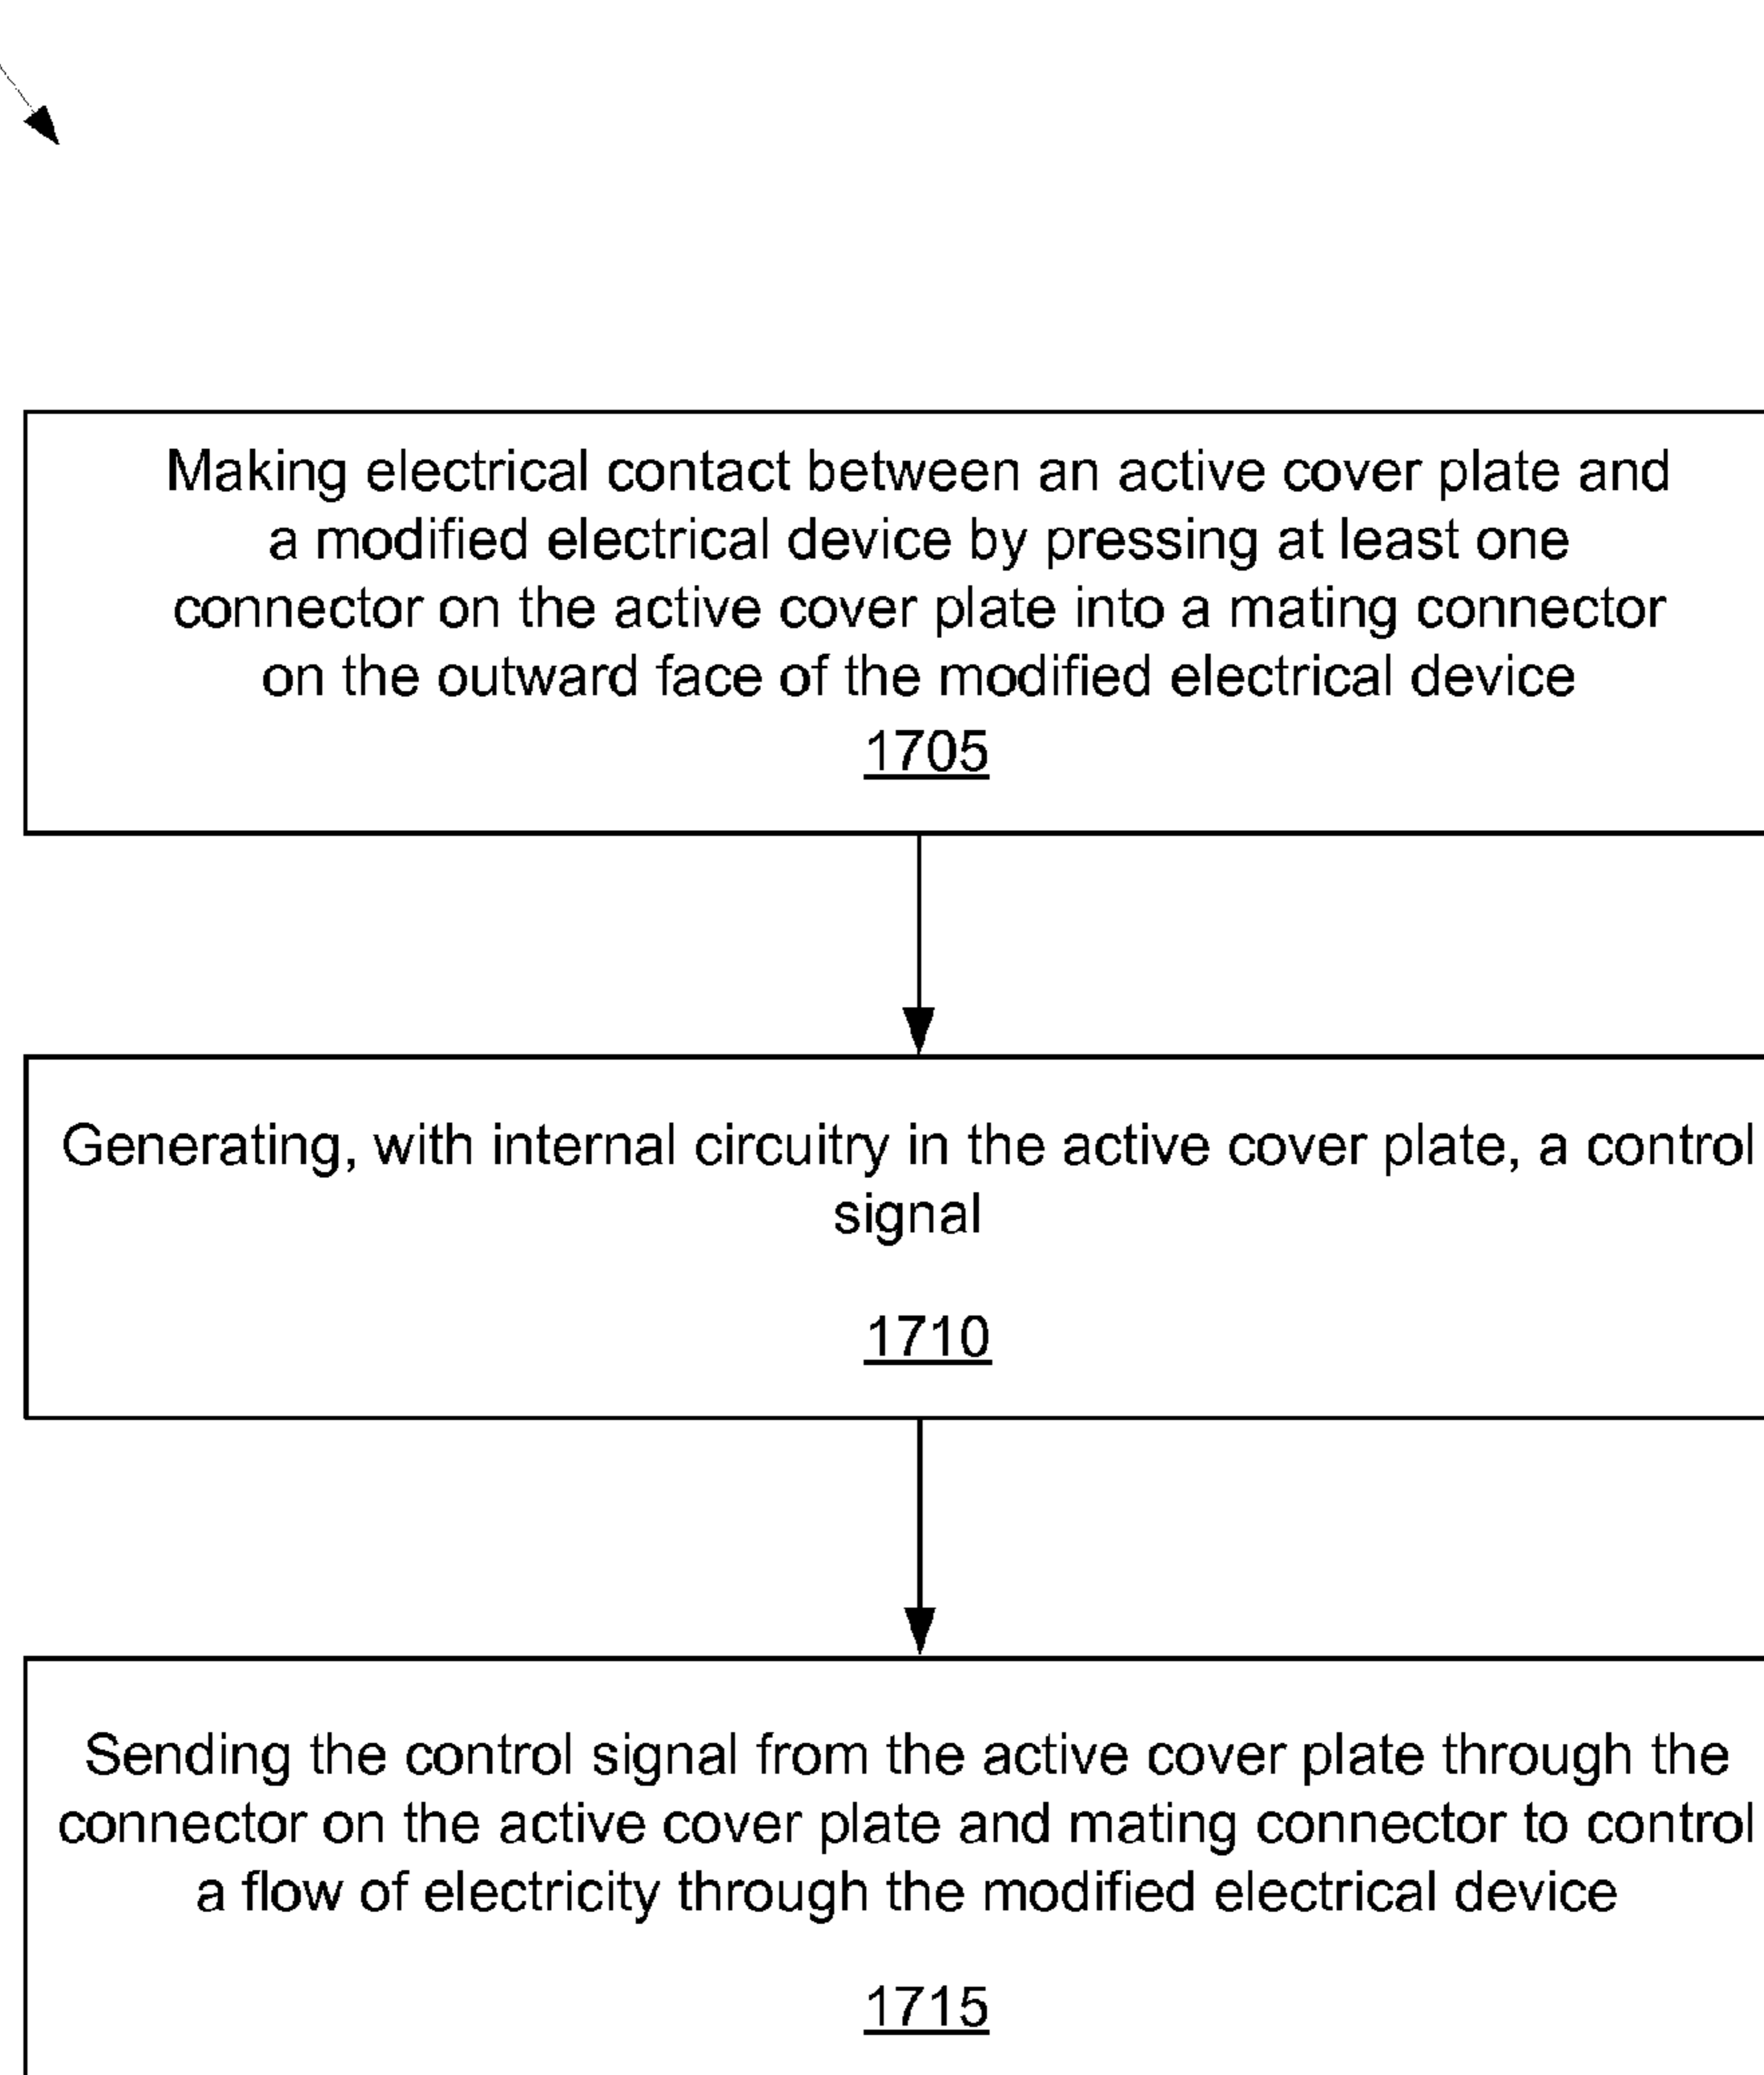 Making electrical contact between an active cover plate and
a modified electrical device by pressing at least one
connector on the active cover plate into a mating connector
on the outward face of the modified electrical device
1705
Generating, with internal circuitry in the active cover plate, a control
signal
1710
Sending the control signal from the active cover plate through the
connector on the active cover plate and mating connector to control
a flow of electricity through the modified electrical device
1715